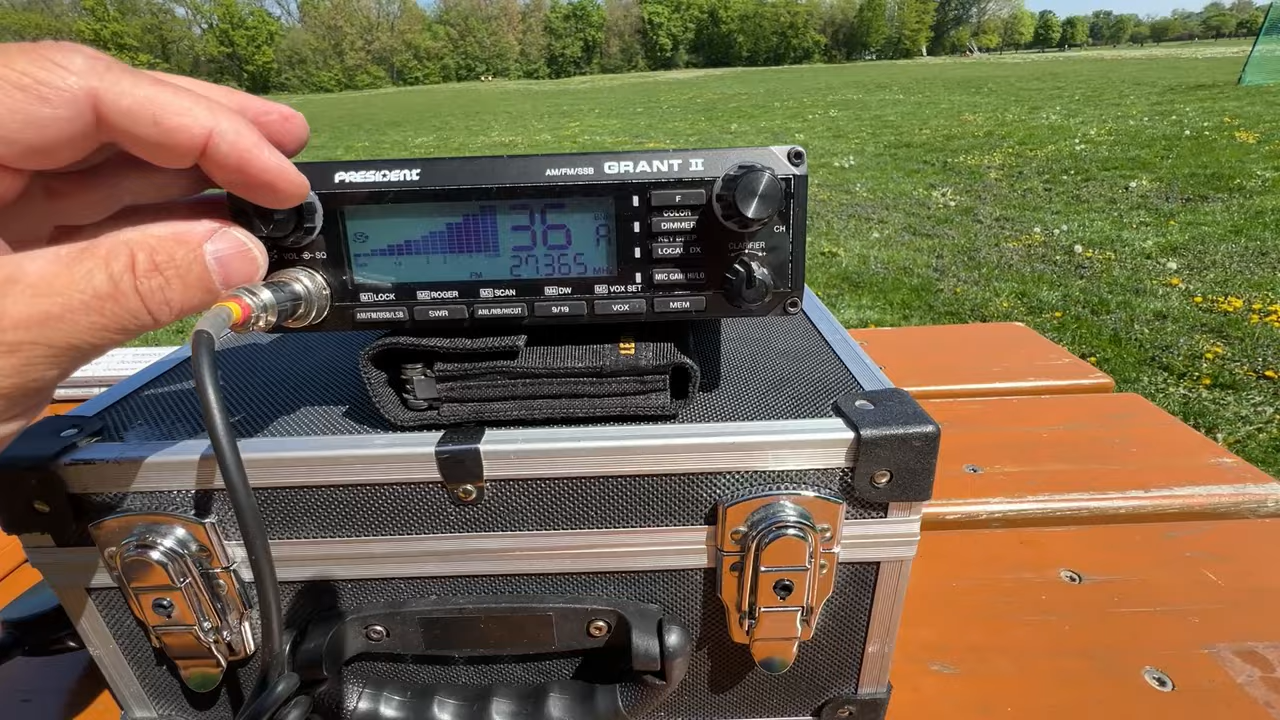 PRESIDENT
AM/FM/SSB GRANT II
F
COLOR
DIMMER
KEY BEEP
LOCAL DX
MIC GAIN HI/LO
CH
CLARIFIER
VOL SQ
36
27.365 MHz
FM
M1 LOCK M2 ROGER M3 SCAN M4 DW M5 VOX SET
AM/FM/USB/LSB SWR ANL/NB/HICUT 9/19 VOX MEM